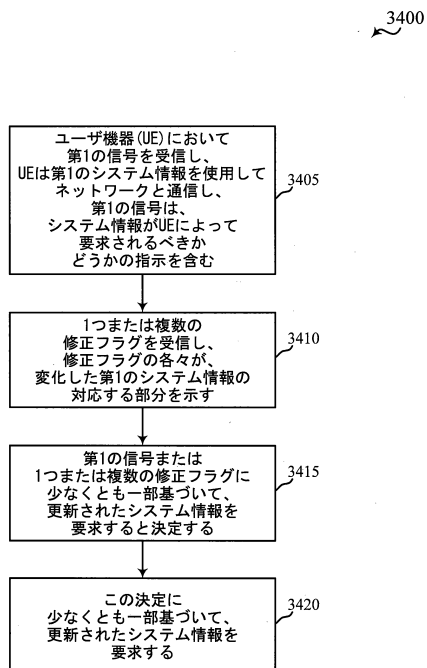 3400
ユーザ機器(UE)において
第1の信号を受信し、
UEは第1のシステム情報を使用して
ネットワークと通信し、
第1の信号は、
システム情報がUEによって
要求されるべきか
どうかの指示を含む
3405
1つまたは複数の
修正フラグを受信し、
修正フラグの各々が、
変化した第1のシステム情報の
対応する部分を示す
3410
第1の信号または
1つまたは複数の修正フラグに
少なくとも一部基づいて、
更新されたシステム情報を
要求すると決定する
3415
この決定に
少なくとも一部基づいて、
更新されたシステム情報を
要求する
3420